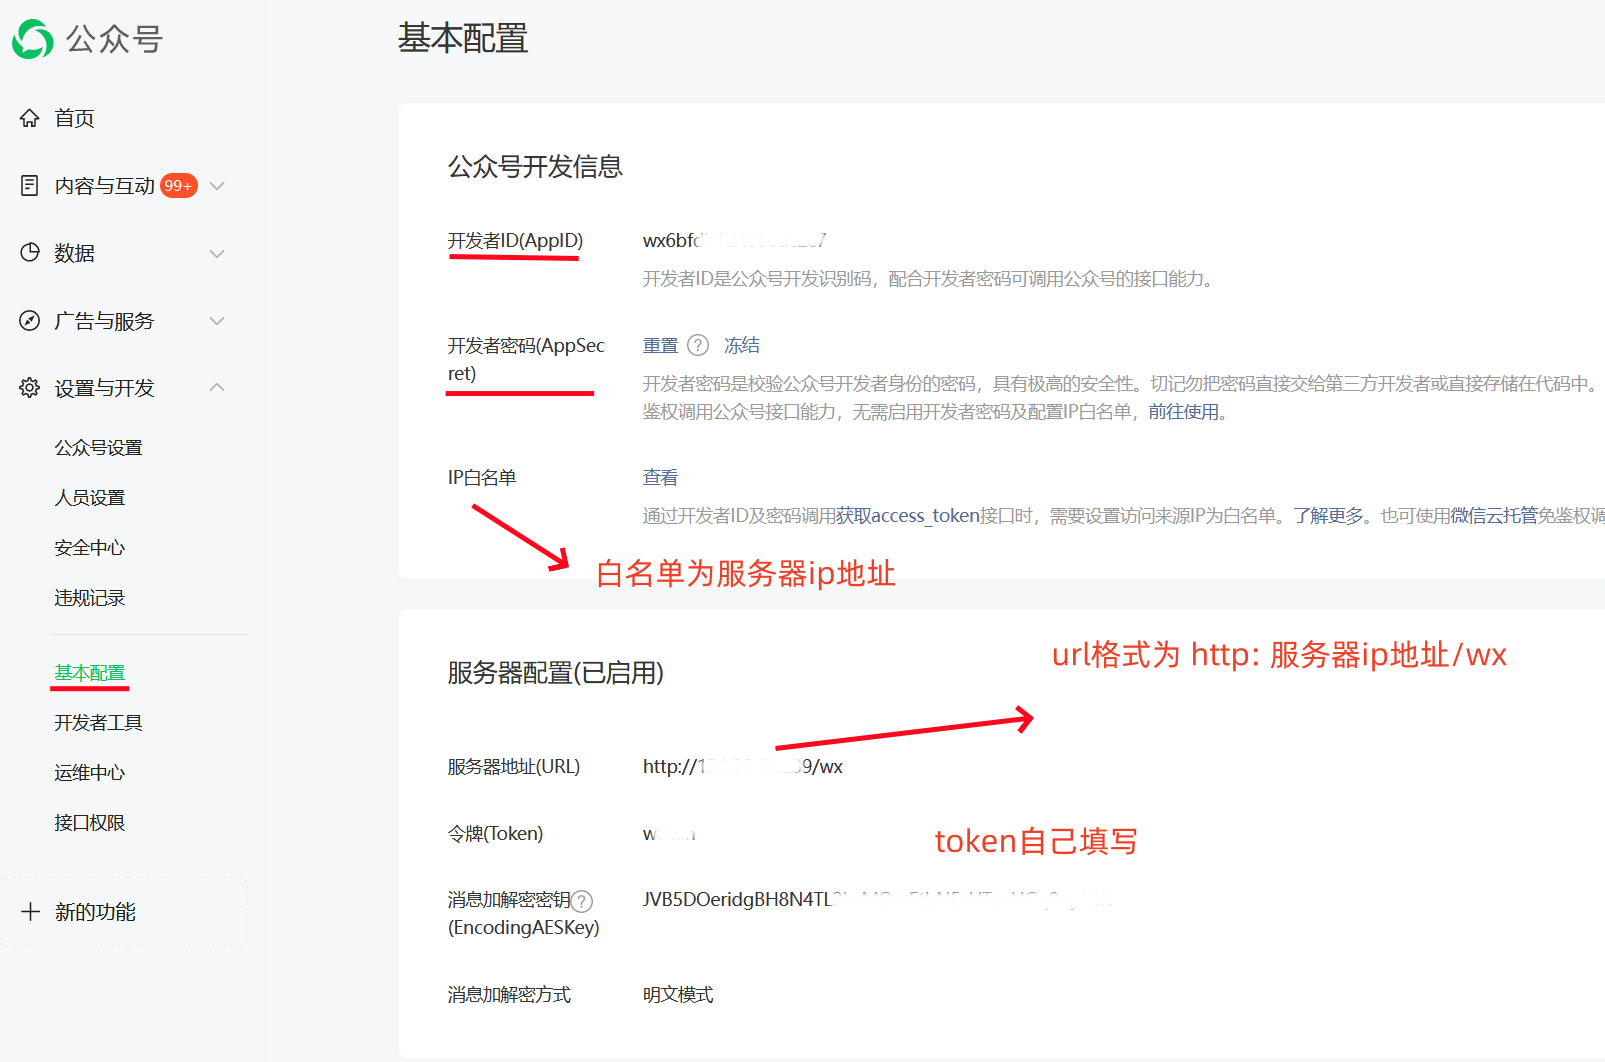 公众号
首页
内容与互动 99+
数据
广告与服务
设置与开发
公众号设置
人员设置
安全中心
违规记录
基本配置
开发者工具
运维中心
接口权限
新的功能
基本配置
公众号开发信息
开发者ID(AppID)
wx6bfd
开发者ID是公众号开发识别码，配合开发者密码可调用公众号的接口能力。
开发者密码(AppSec
ret)
重置 ? 冻结
开发者密码是校验公众号开发者身份的密码，具有极高的安全性。切记勿把密码直接交给第三方开发者或直接存储在代码中。
鉴权调用公众号接口能力，无需启用开发者密码及配置IP白名单，前往使用。
IP白名单
查看
通过开发者ID及密码调用获取access_token接口时，需要设置访问来源IP为白名单。了解更多。也可使用微信云托管免鉴权调
白名单为服务器ip地址
服务器配置(已启用)
url格式为 http: 服务器ip地址/wx
服务器地址(URL)
http:// 9/wx
令牌(Token)
token自己填写
消息加解密密钥 ?
(EncodingAESKey)
JVB5DOeridgBH8N4TL
消息加解密方式
明文模式